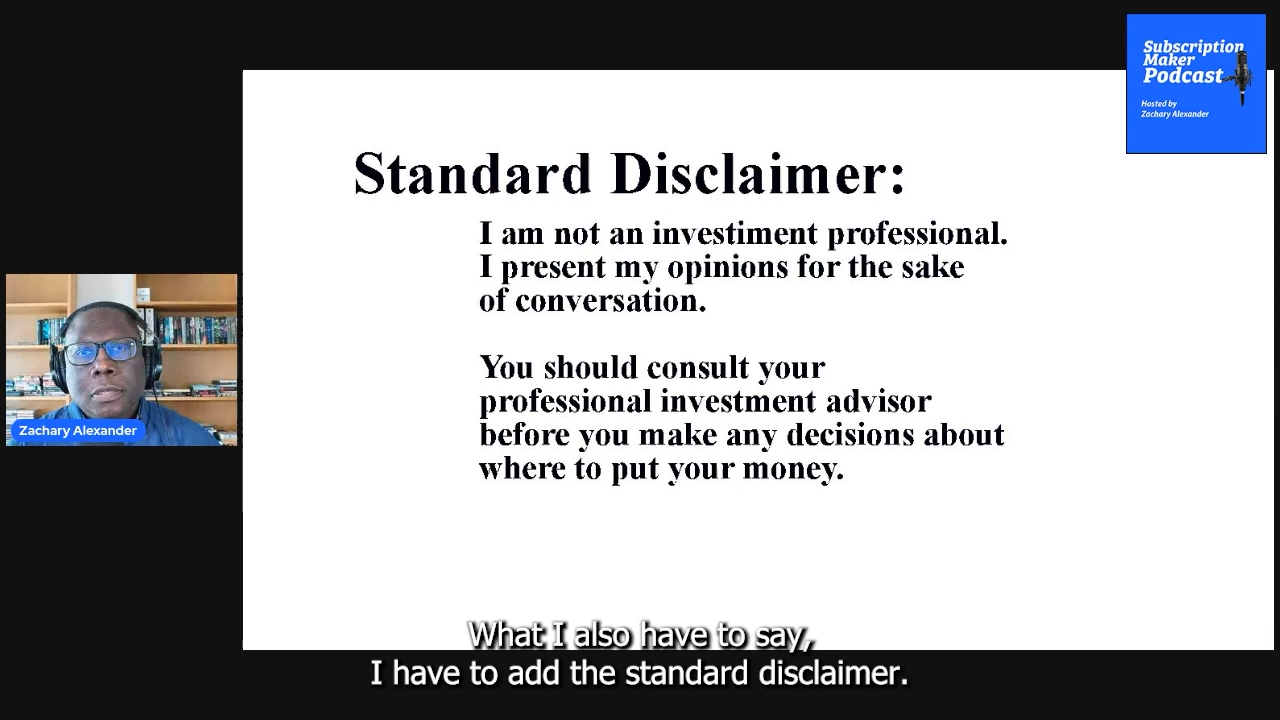 Subscription
Maker
Podcast
Hosted by
Zachary Alexander
Standard Disclaimer:
I am not an investiment professional.
I present my opinions for the sake
of conversation.
You should consult your
professional investment advisor
before you make any decisions about
where to put your money.
Zachary Alexander
What I also have to say,
I have to add the standard disclaimer.